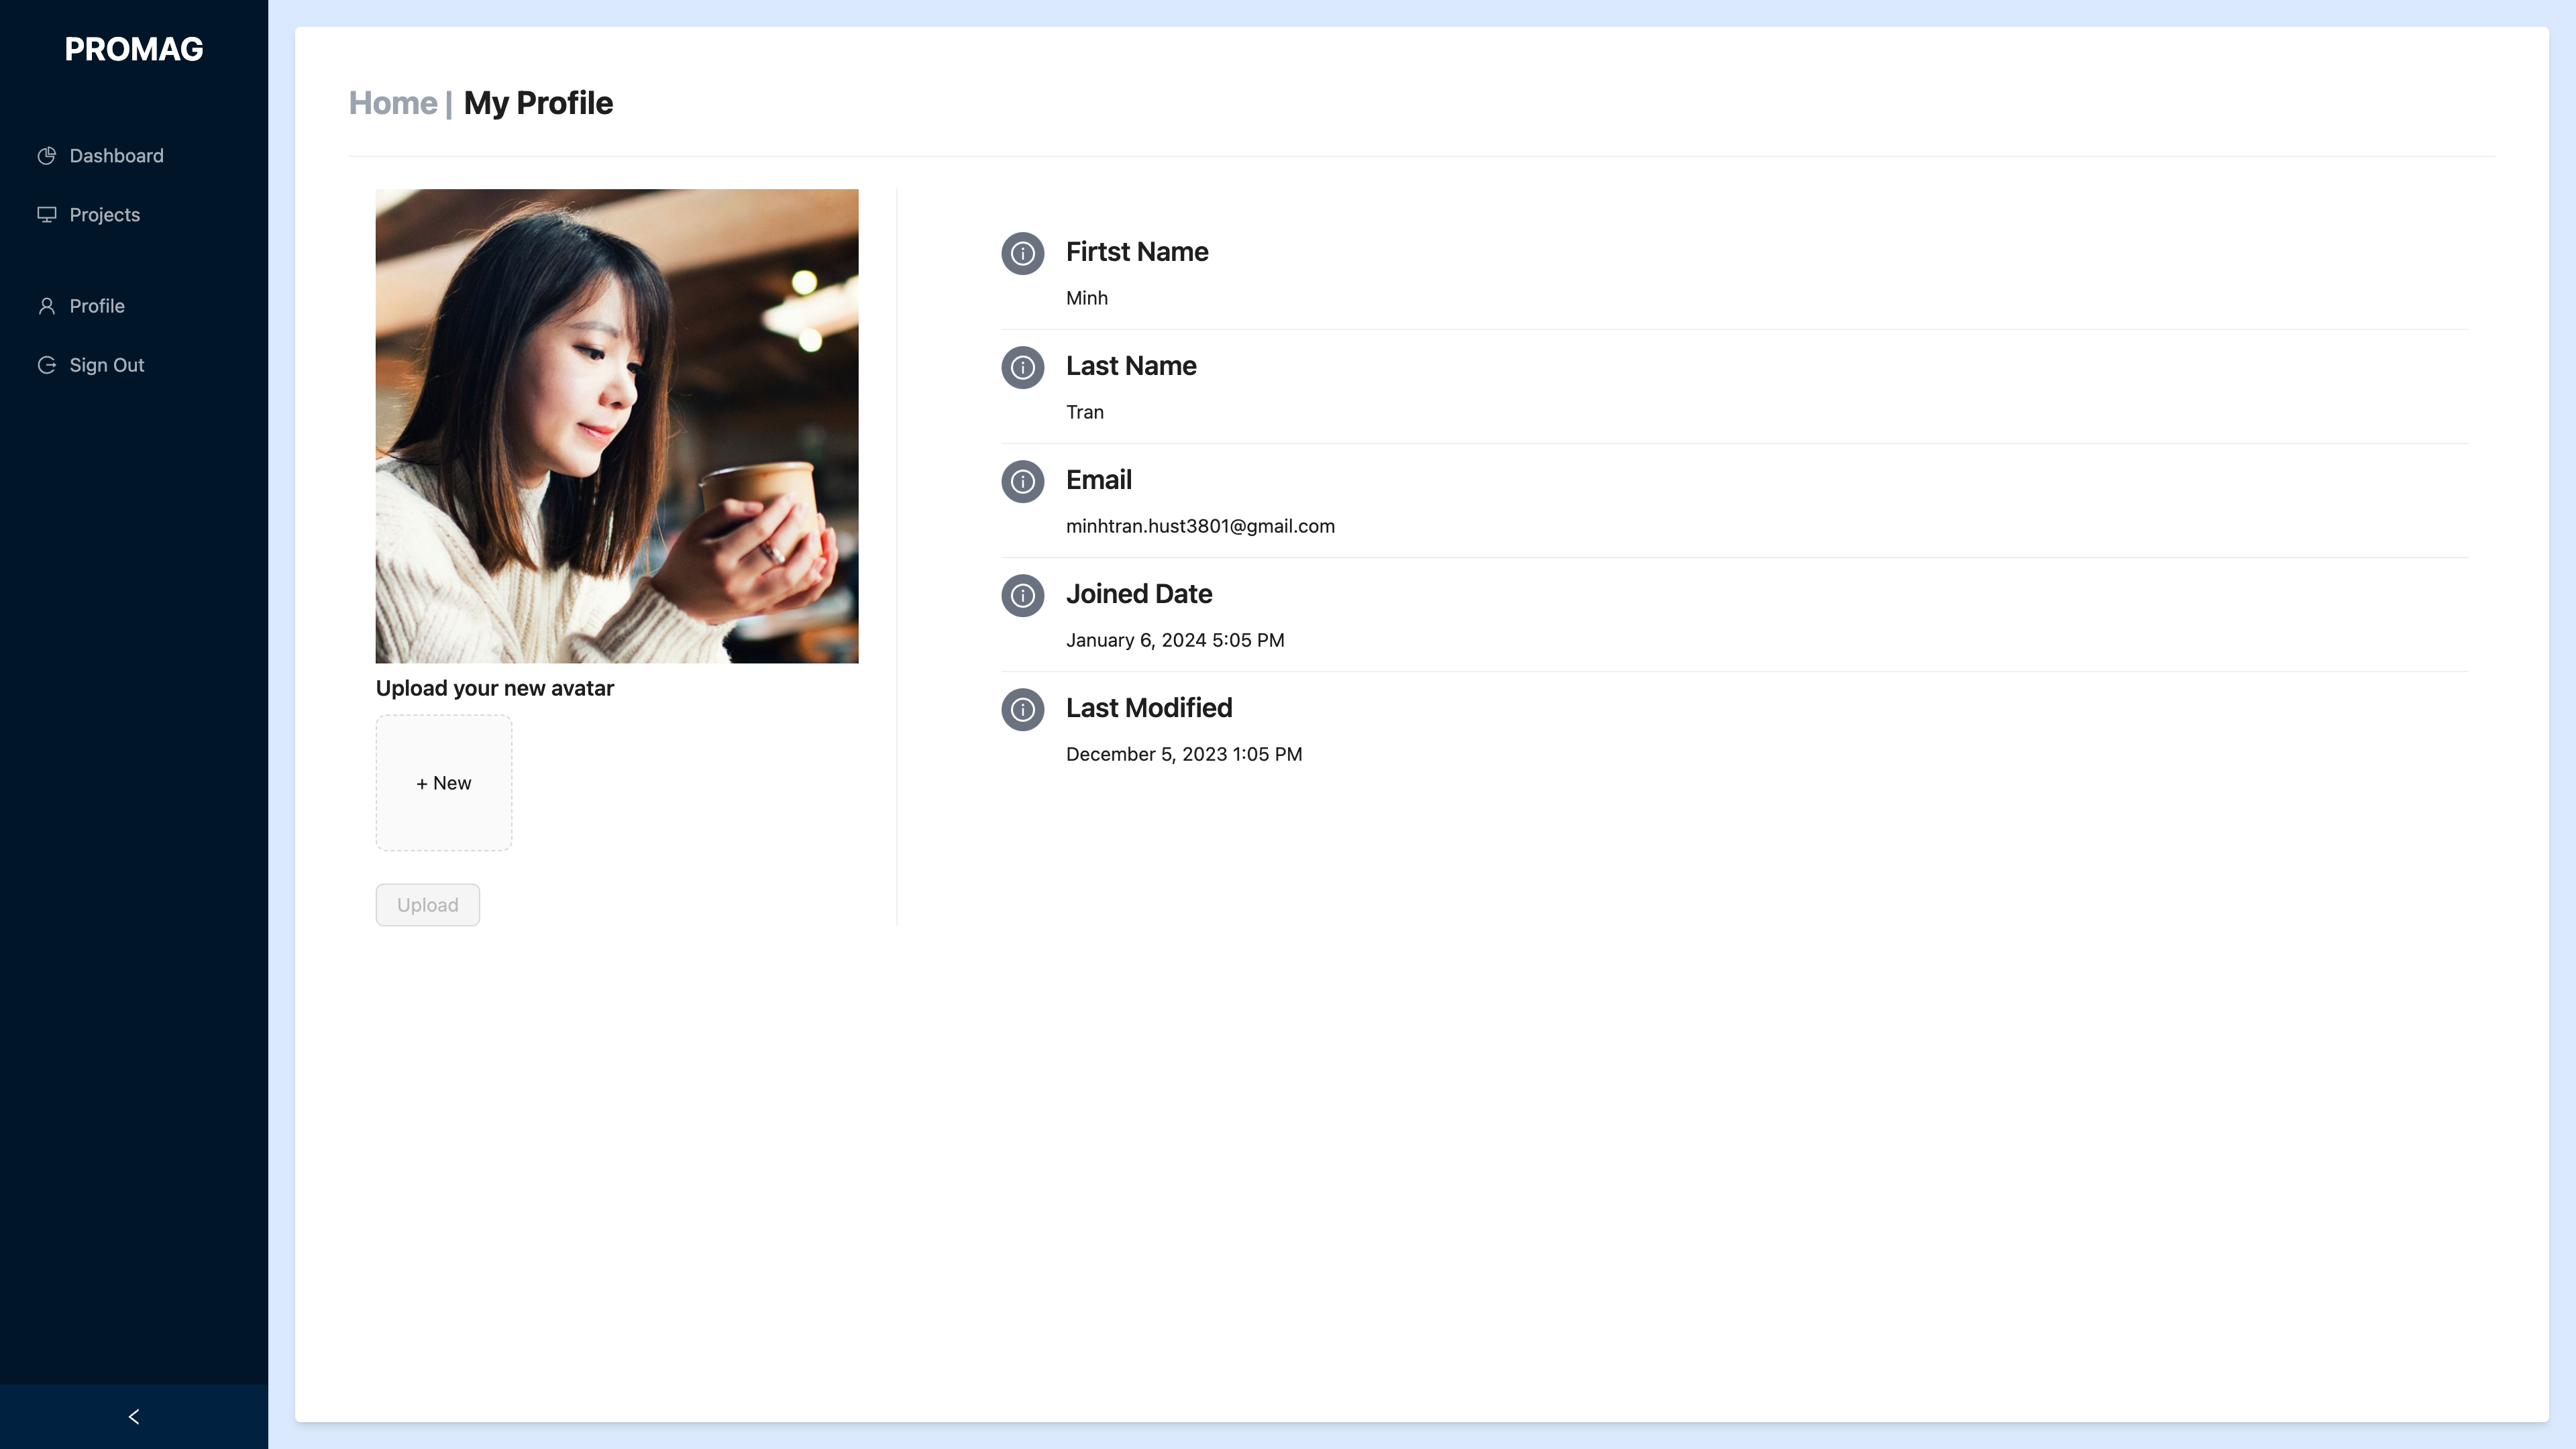 PROMAG
Dashboard
Projects
Profile
Sign Out
Home | My Profile
Upload your new avatar
+ New
Upload
Firtst Name
Minh
Last Name
Tran
Email
minhtran.hust3801@gmail.com
Joined Date
January 6, 2024 5:05 PM
Last Modified
December 5, 2023 1:05 PM